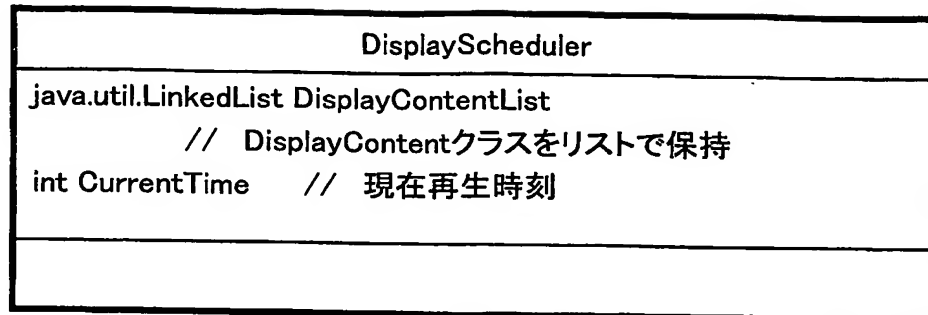 DisplayScheduler
java.util.LinkedList DisplayContentList
// DisplayContentクラスをリストで保持
int CurrentTime // 現在再生時刻